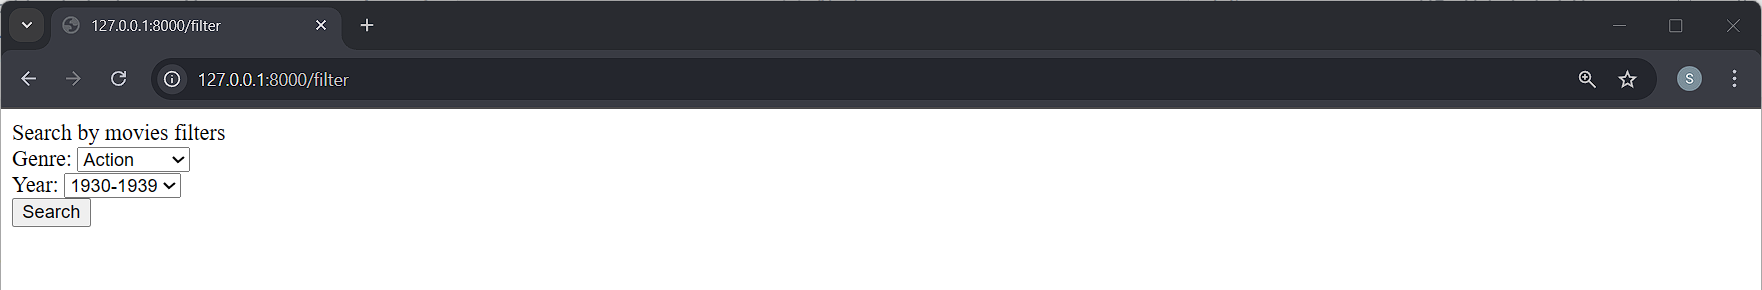 127.0.0.1:8000/filter
127.0.0.1:8000/filter
S
Search by movies filters
Genre: Action
Year: 1930-1939
Search